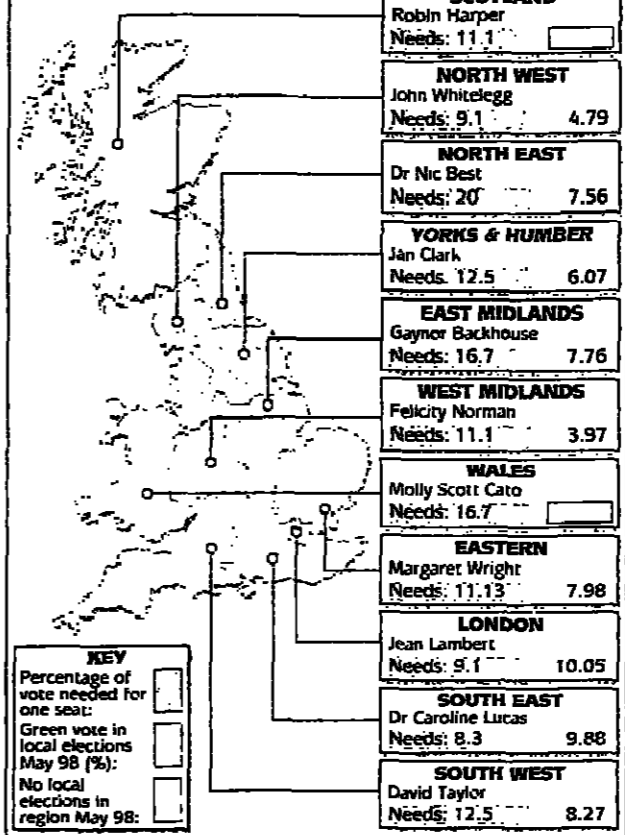 SCOTLAND
Robin Harper
Needs: 11.1
NORTH WEST
John Whitelegg
Needs: 9.1 4.79
NORTH EAST
Dr Nic Best
Needs: 20 7.56
YORKS & HUMBER
Jan Clark
Needs. 12.5 6.07
EAST MIDLANDS
Gaynor Backhouse
Needs: 16.7 7.76
WEST MIDLANDS
Felicity Norman
Needs: 11.1 3.97
WALES
Molly Scott Cato
Needs: 16.7
EASTERN
Margaret Wright
Needs: 11.13 7.98
LONDON
Jean Lambert
Needs: 9.1 10.05
SOUTH EAST
Dr Caroline Lucas
Needs: 8.3 9.88
SOUTH WEST
David Taylor
Needs: 12.5 8.27
KEY
Percentage of
vote needed for
one seat:
Green vote in
local elections
May 98 (%):
No local
elections in
region May 98: